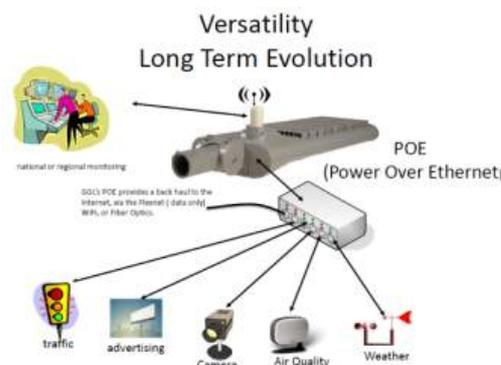 Versatility
Long Term Evolution
national or regional monitoring
POE
(Power Over Ethernet
GGL's POE provides a back haul to the
Internet, via the Plexnet ( data only)
WiFi, or Fiber Optics.
traffic
advertising
Camera
Air Quality
Weather